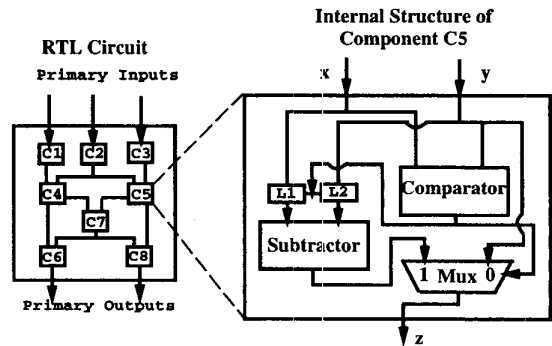 Internal Structure of
Component C5
RTL Circuit
Primary Inputs
x
y
C1
C2
C3
C4
C5
C7
C6
C8
Primary Outputs
L1
L2
Comparator
Subtractor
1 Mux 0
z